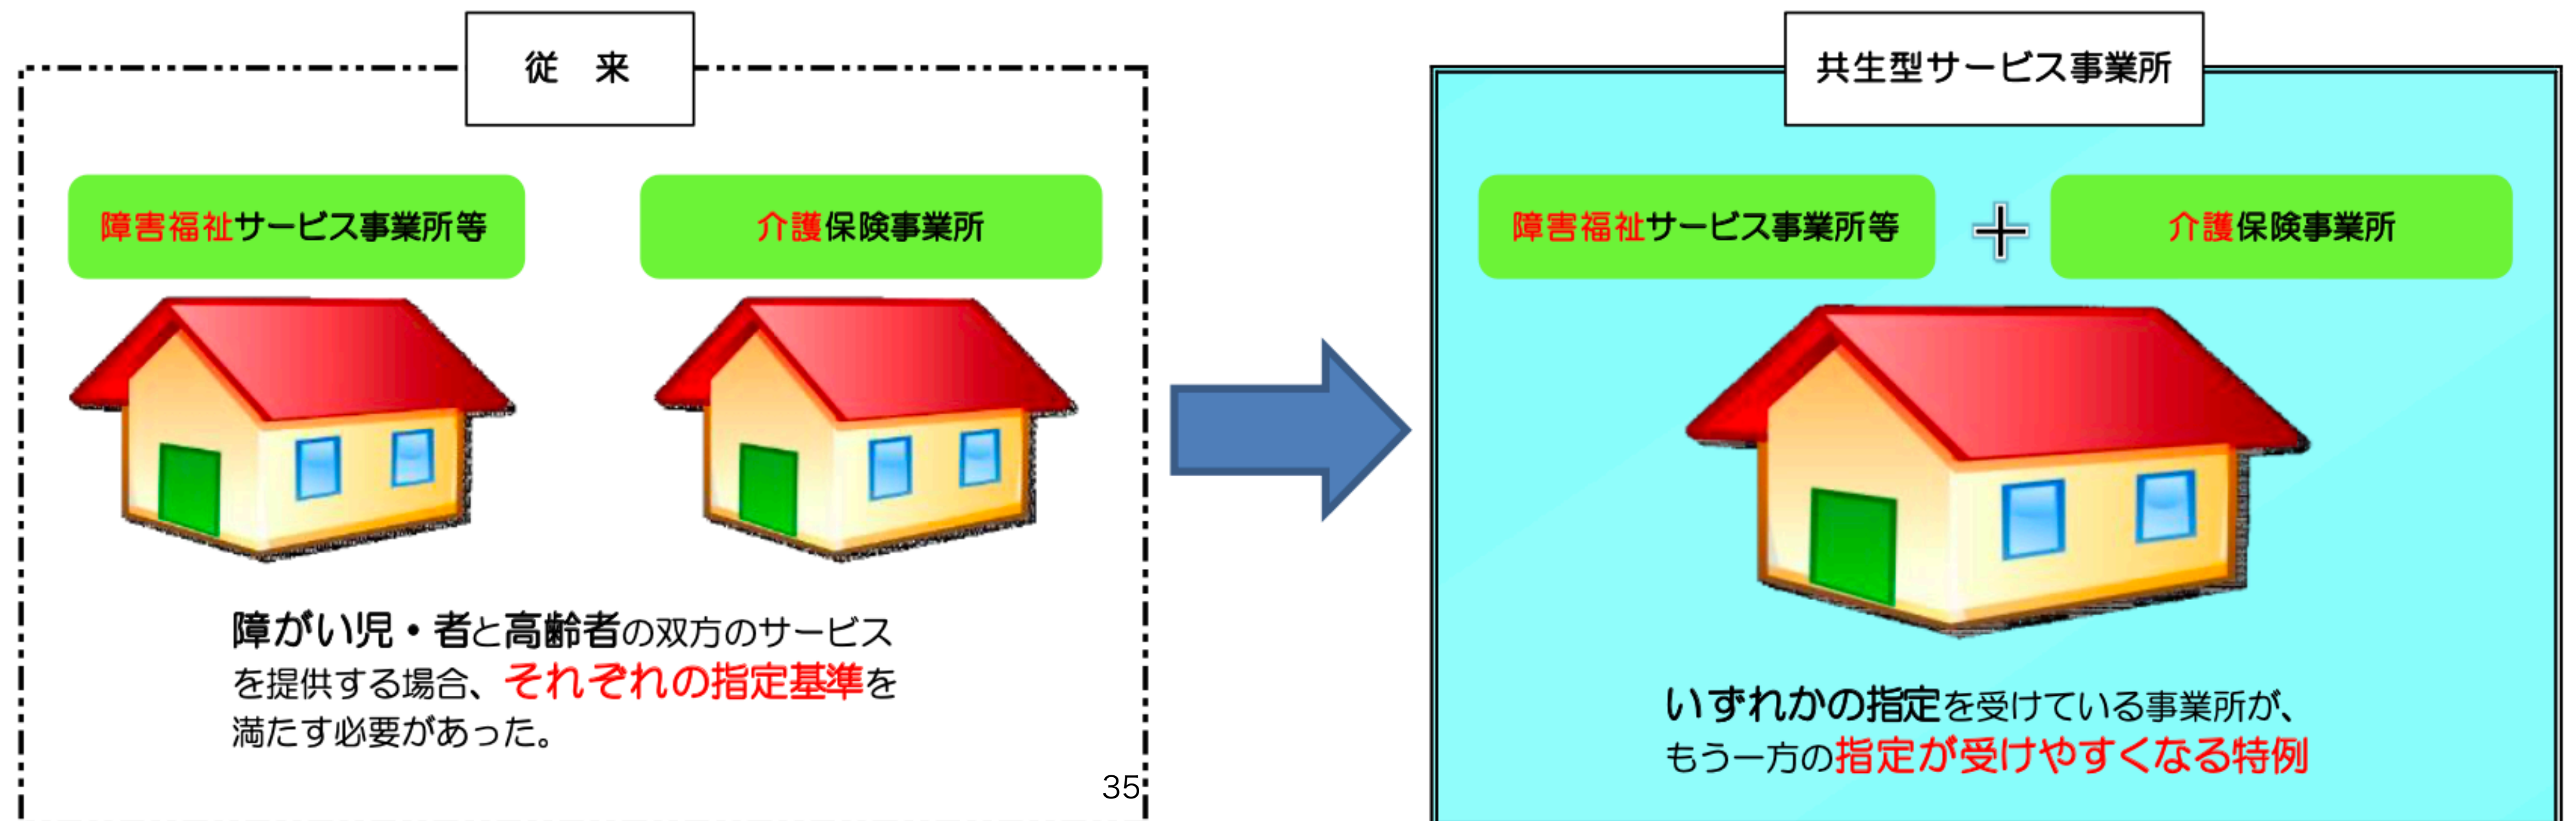 従　来
障害福祉サービス事業所等
介護保険事業所
障がい児・者と高齢者の双方のサービス
を提供する場合、それぞれの指定基準を
満たす必要があった。
35
共生型サービス事業所
障害福祉サービス事業所等
＋
介護保険事業所
いずれかの指定を受けている事業所が、
もう一方の指定が受けやすくなる特例